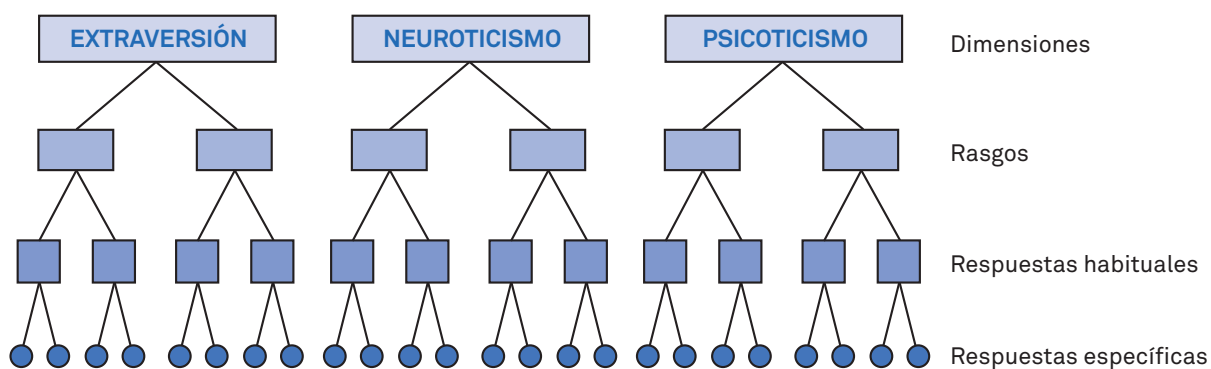 EXTRAVERSIÓN
NEUROTICISMO
PSICOTICISMO
Dimensiones
Rasgos
Respuestas habituales
Respuestas específicas